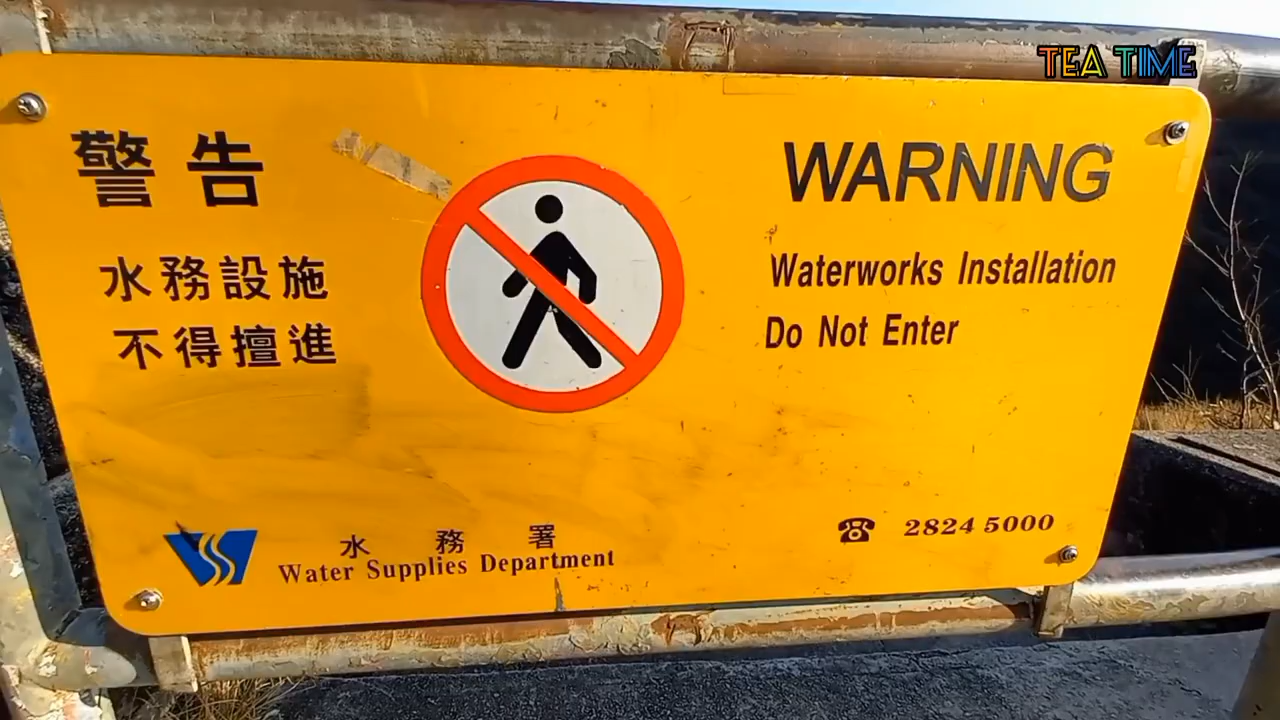 TEA TIME
警告
水務設施
不得擅進
WARNING
Waterworks Installation
Do Not Enter
水務署
Water Supplies Department
☎ 2824 5000